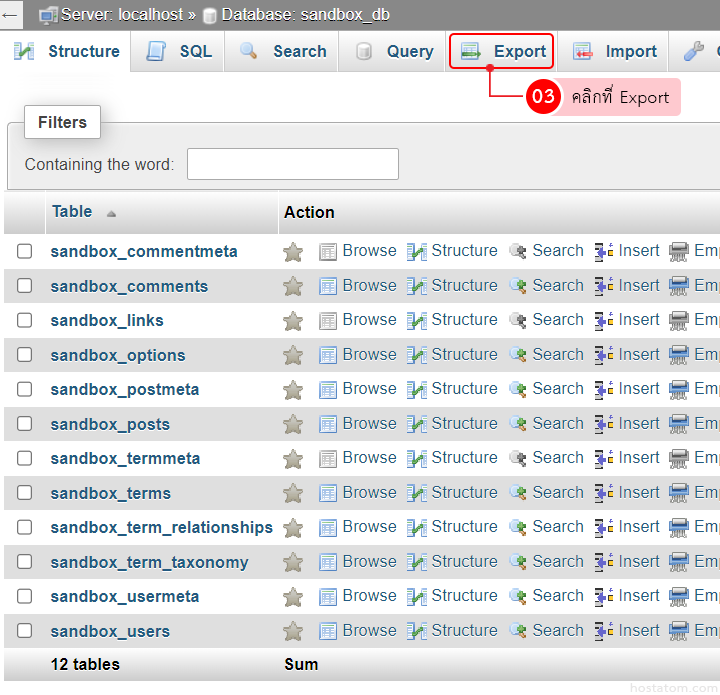 ← Server: localhost » Database: sandbox_db
Structure SQL Search Query Export Import
03 คลิกที่ Export
Filters
Containing the word:
Table Action
sandbox_commentmeta Browse Structure Search Insert Emp
sandbox_comments Browse Structure Search Insert Emp
sandbox_links Browse Structure Search Insert Emp
sandbox_options Browse Structure Search Insert Emp
sandbox_postmeta Browse Structure Search Insert Emp
sandbox_posts Browse Structure Search Insert Emp
sandbox_termmeta Browse Structure Search Insert Emp
sandbox_terms Browse Structure Search Insert Emp
sandbox_term_relationships Browse Structure Search Insert Emp
sandbox_term_taxonomy Browse Structure Search Insert Emp
sandbox_usermeta Browse Structure Search Insert Emp
sandbox_users Browse Structure Search Insert Emp
12 tables Sum
hostatom.com